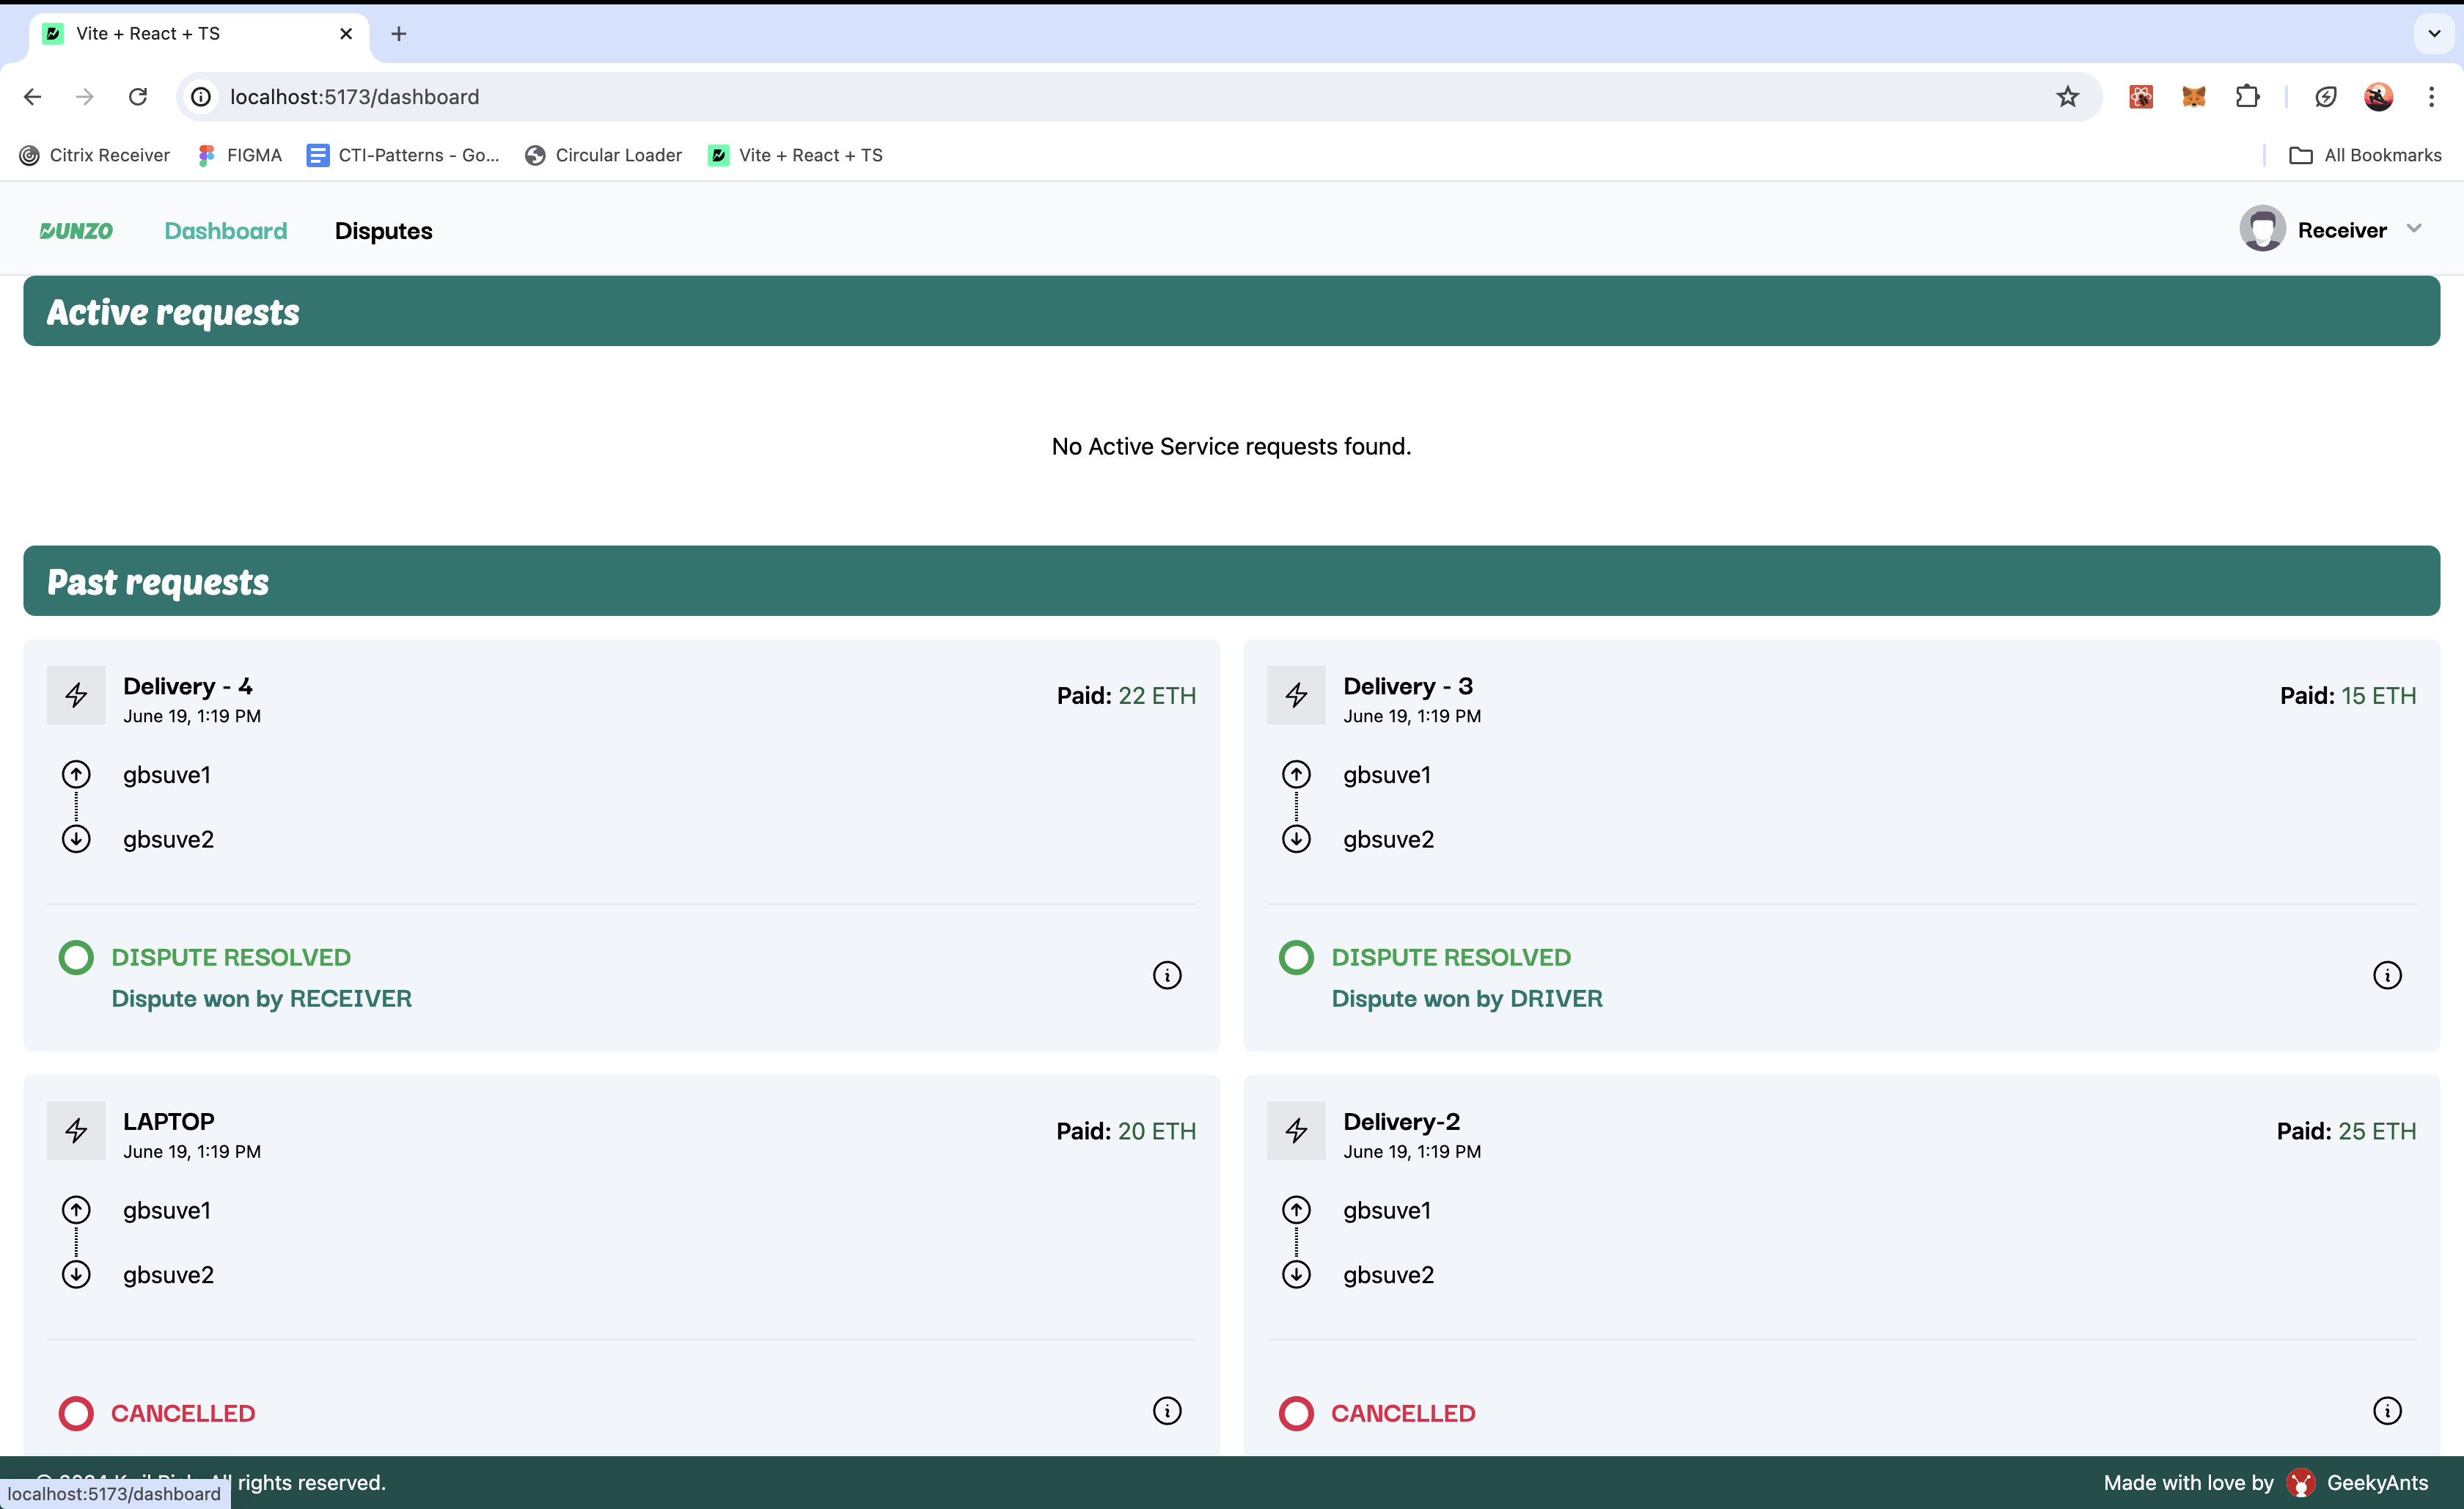 Vite + React + TS
localhost:5173/dashboard
Citrix Receiver FIGMA CTI-Patterns - Go... Circular Loader Vite + React + TS All Bookmarks
DUNZO Dashboard Disputes Receiver
Active requests
No Active Service requests found.
Past requests
Delivery - 4
June 19, 1:19 PM
Paid: 22 ETH
gbsuve1
gbsuve2
DISPUTE RESOLVED
Dispute won by RECEIVER
Delivery - 3
June 19, 1:19 PM
Paid: 15 ETH
gbsuve1
gbsuve2
DISPUTE RESOLVED
Dispute won by DRIVER
LAPTOP
June 19, 1:19 PM
Paid: 20 ETH
gbsuve1
gbsuve2
CANCELLED
Delivery-2
June 19, 1:19 PM
Paid: 25 ETH
gbsuve1
gbsuve2
CANCELLED
rights reserved.
Made with love by GeekyAnts
localhost:5173/dashboard